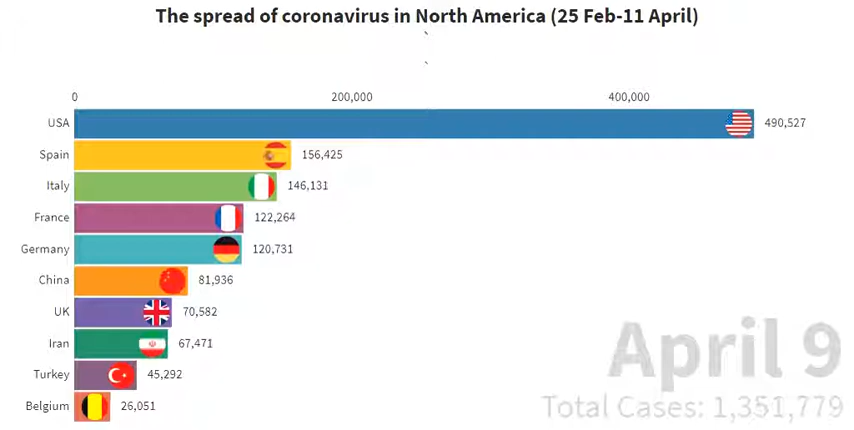 The spread of coronavirus in North America (25 Feb-11 April)
0 200,000 400,000
USA 490,527
Spain 156,425
Italy 146,131
France 122,264
Germany 120,731
China 81,936
UK 70,582
Iran 67,471
Turkey 45,292
Belgium 26,051
April 9
Total Cases: 1,351,779